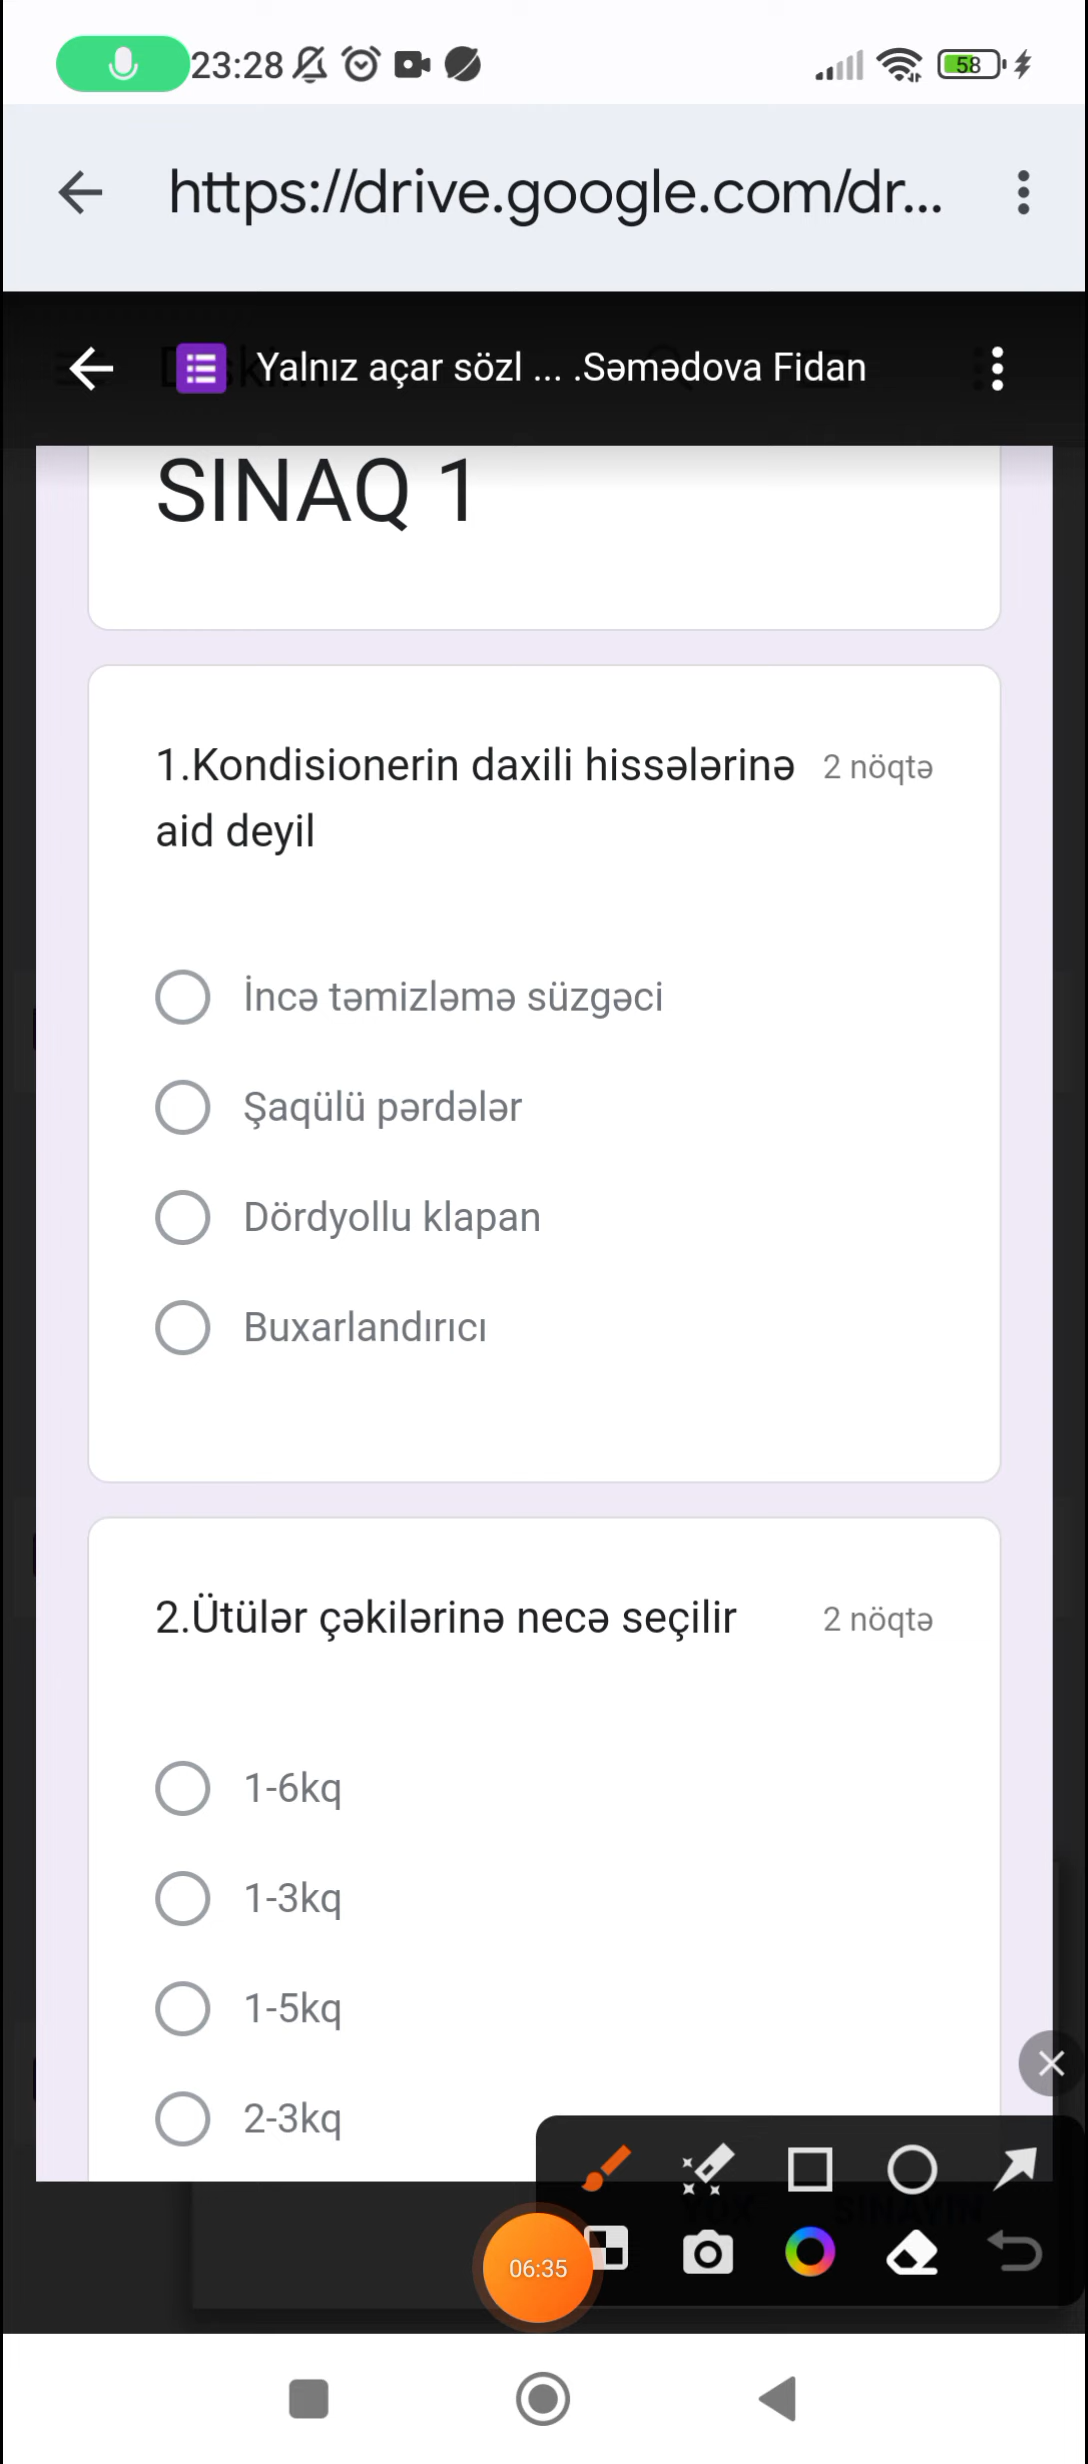 23:28
58
https://drive.google.com/dr...
Yalnız açar sözl ... .Səmədova Fidan
SINAQ 1
1.Kondisionerin daxili hissələrinə 2 nöqtə
aid deyil
İncə təmizləmə süzgəci
Şaqülü pərdələr
Dördyollu klapan
Buxarlandırıcı
2.Ütülər çəkilərinə necə seçilir 2 nöqtə
1-6kq
1-3kq
1-5kq
2-3kq
06:35